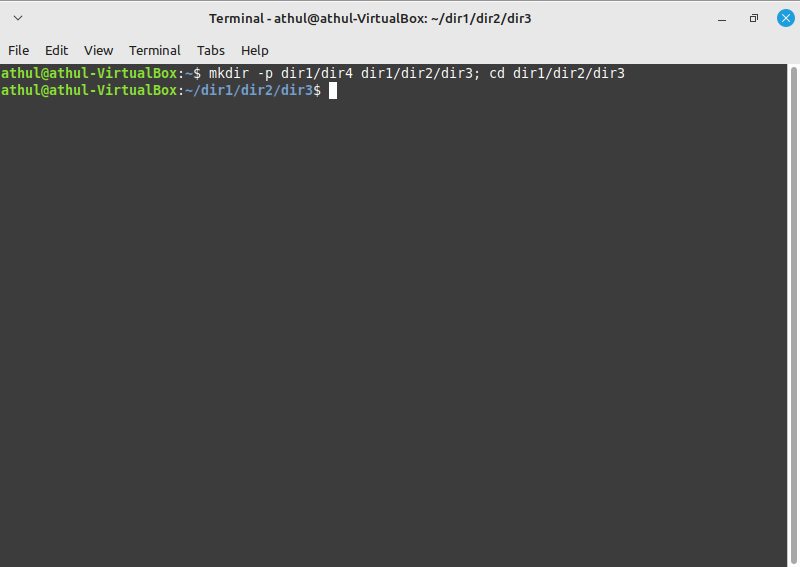 Terminal - athul@athul-VirtualBox: ~/dir1/dir2/dir3
File Edit View Terminal Tabs Help
athul@athul-VirtualBox:~$ mkdir -p dir1/dir4 dir1/dir2/dir3; cd dir1/dir2/dir3
athul@athul-VirtualBox:~/dir1/dir2/dir3$